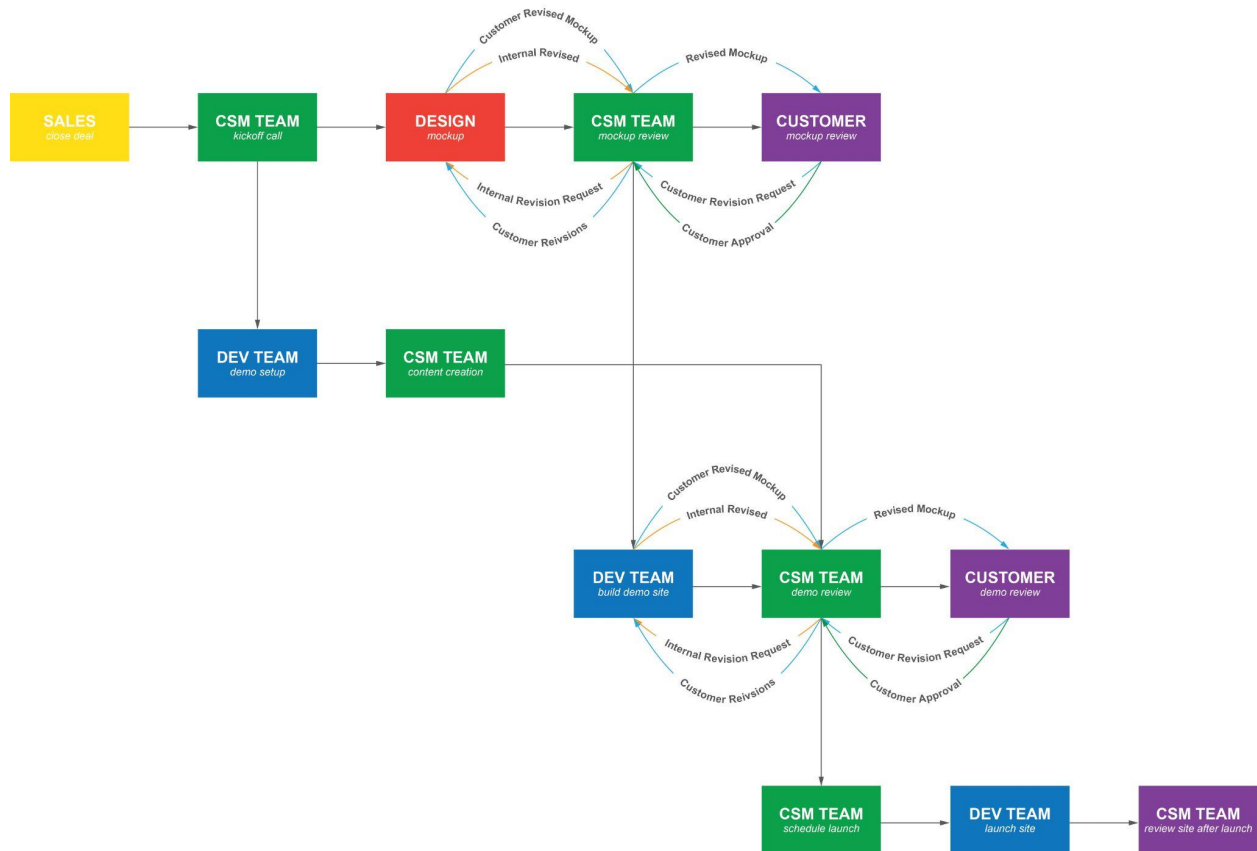 Customer Revised Mockup
Internal Revised
Revised Mockup
SALES
close deal
CSM TEAM
kickoff call
DESIGN
mockup
CSM TEAM
mockup review
CUSTOMER
mockup review
Internal Revision Request
Customer Revision Request
Customer Reivsions
Customer Approval
DEV TEAM
demo setup
CSM TEAM
content creation
Customer Revised Mockup
Internal Revised
Revised Mockup
DEV TEAM
build demo site
CSM TEAM
demo review
CUSTOMER
demo review
Internal Revision Request
Customer Revision Request
Customer Reivsions
Customer Approval
CSM TEAM
schedule launch
DEV TEAM
launch site
CSM TEAM
review site after launch